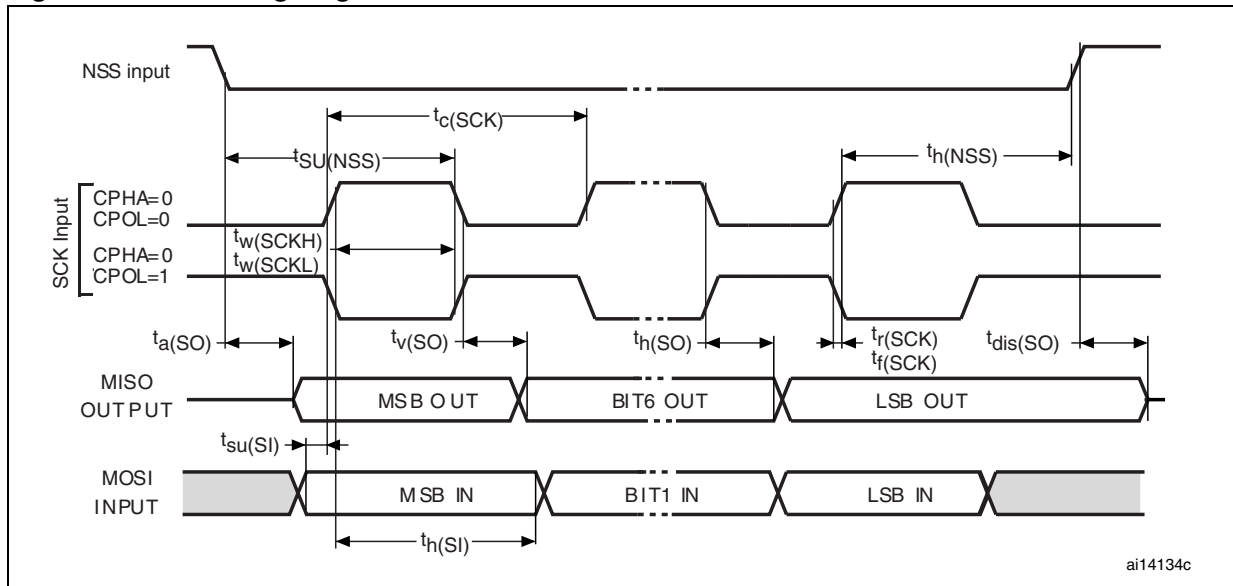 NSS input
tc(SCK)
tSU(NSS)
th(NSS)
SCK Input
CPHA=0
CPOL=0
tw(SCKH)
CPHA=0
tw(SCKL)
CPOL=1
ta(SO)
tv(SO)
th(SO)
tr(SCK)
tf(SCK)
tdis(SO)
MISO
OUTPUT
MSB OUT
BIT6 OUT
LSB OUT
tsu(SI)
MOSI
INPUT
MSB IN
BIT1 IN
LSB IN
th(SI)
ai14134c